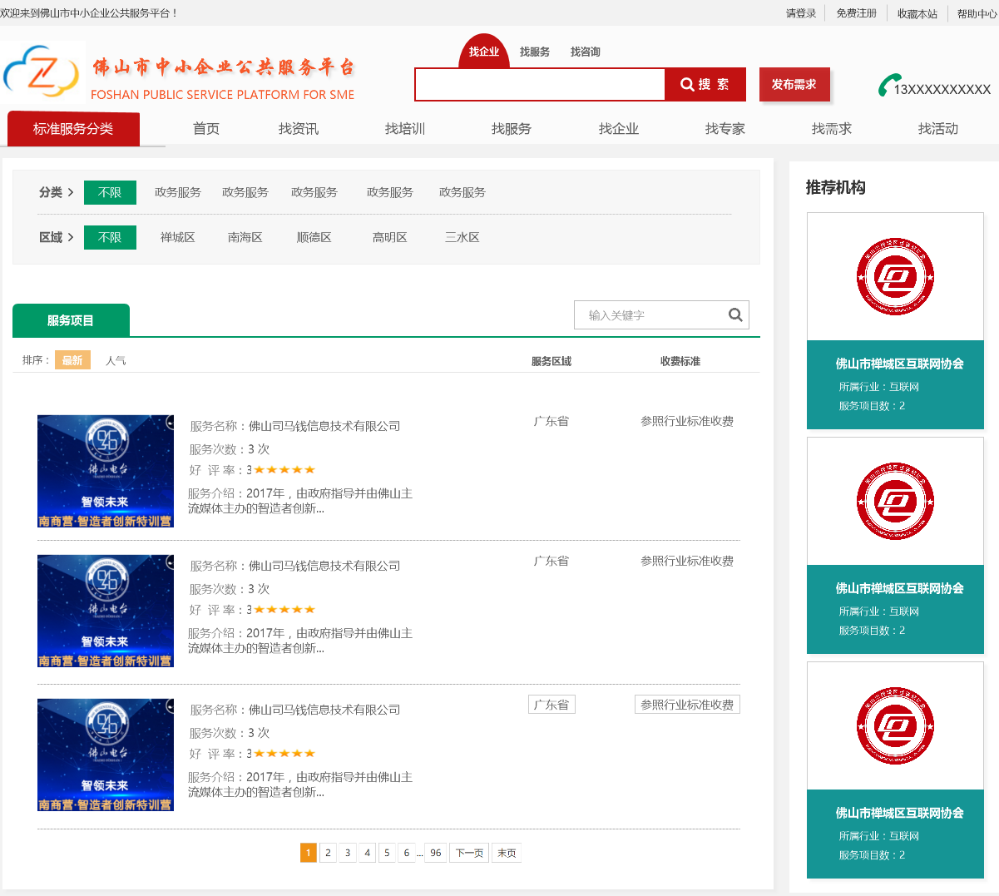 欢迎来到佛山市中小企业公共服务平台！
请登录 免费注册 收藏本站 帮助中心
找企业 找服务 找咨询
佛山市中小企业公共服务平台
FOSHAN PUBLIC SERVICE PLATFORM FOR SME
搜 索 发布需求 13XXXXXXXXXX
标准服务分类 首页 找资讯 找培训 找服务 找企业 找专家 找需求 找活动
分类 不限 政务服务 政务服务 政务服务 政务服务 政务服务
区域 不限 禅城区 南海区 顺德区 高明区 三水区
服务项目 输入关键字
排序： 最新 人气 服务区域 收费标准
佛山电台
智领未来
南商营·智造者创新特训营
服务名称：佛山司马钱信息技术有限公司 广东省 参照行业标准收费
服务次数：3 次
好 评 率：3
服务介绍：2017年，由政府指导并由佛山主
流媒体主办的智造者创新...
佛山电台
智领未来
南商营·智造者创新特训营
服务名称：佛山司马钱信息技术有限公司 广东省 参照行业标准收费
服务次数：3 次
好 评 率：3
服务介绍：2017年，由政府指导并由佛山主
流媒体主办的智造者创新...
佛山电台
智领未来
南商营·智造者创新特训营
服务名称：佛山司马钱信息技术有限公司 广东省 参照行业标准收费
服务次数：3 次
好 评 率：3
服务介绍：2017年，由政府指导并由佛山主
流媒体主办的智造者创新...
1 2 3 4 5 6 ... 96 下一页 末页
推荐机构
佛山市禅城区互联网协会
所属行业：互联网
服务项目数：2
佛山市禅城区互联网协会
所属行业：互联网
服务项目数：2
佛山市禅城区互联网协会
所属行业：互联网
服务项目数：2